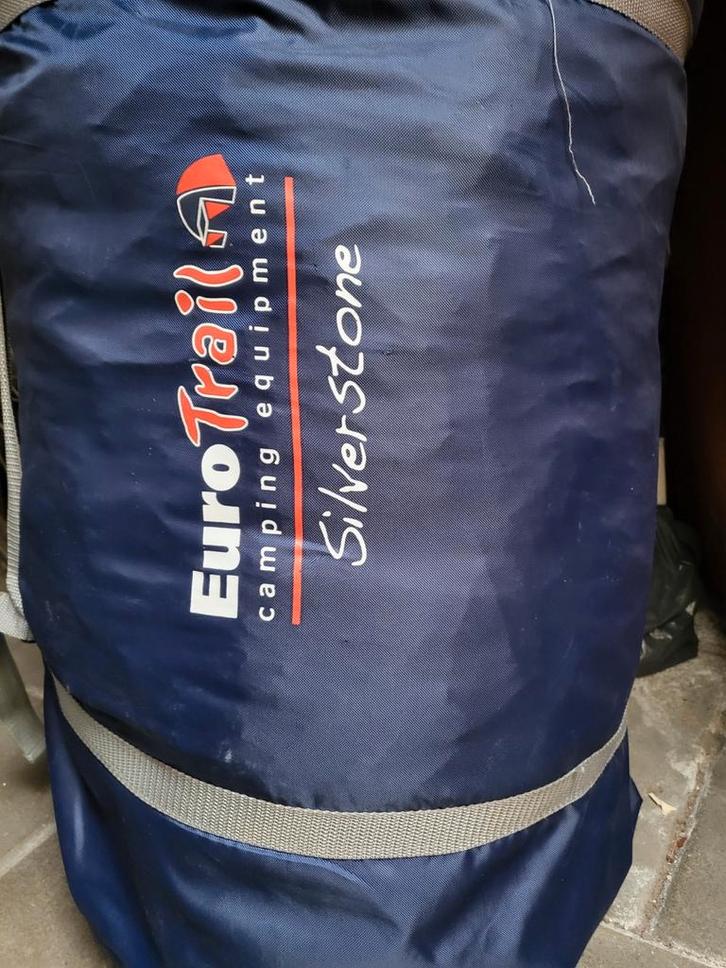 EuroTrail
camping equipment
Silverstone